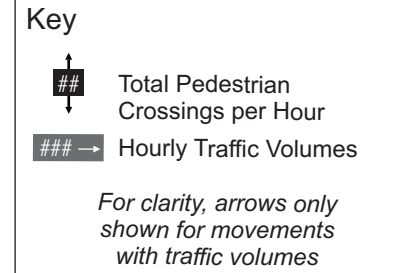 Key
## Total Pedestrian
Crossings per Hour
### → Hourly Traffic Volumes
For clarity, arrows only
shown for movements
with traffic volumes